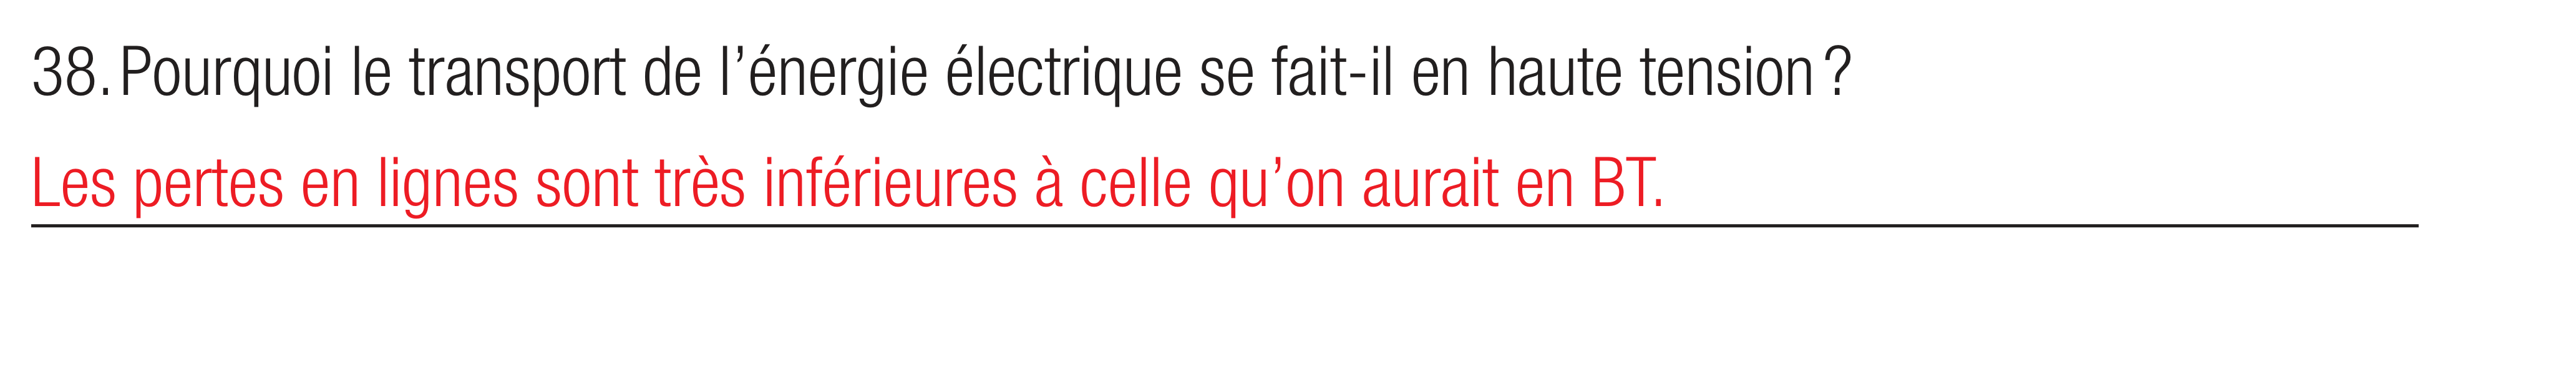 38. Pourquoi le transport de l’énergie électrique se fait-il en haute tension ?
Les pertes en lignes sont très inférieures à celle qu’on aurait en BT.